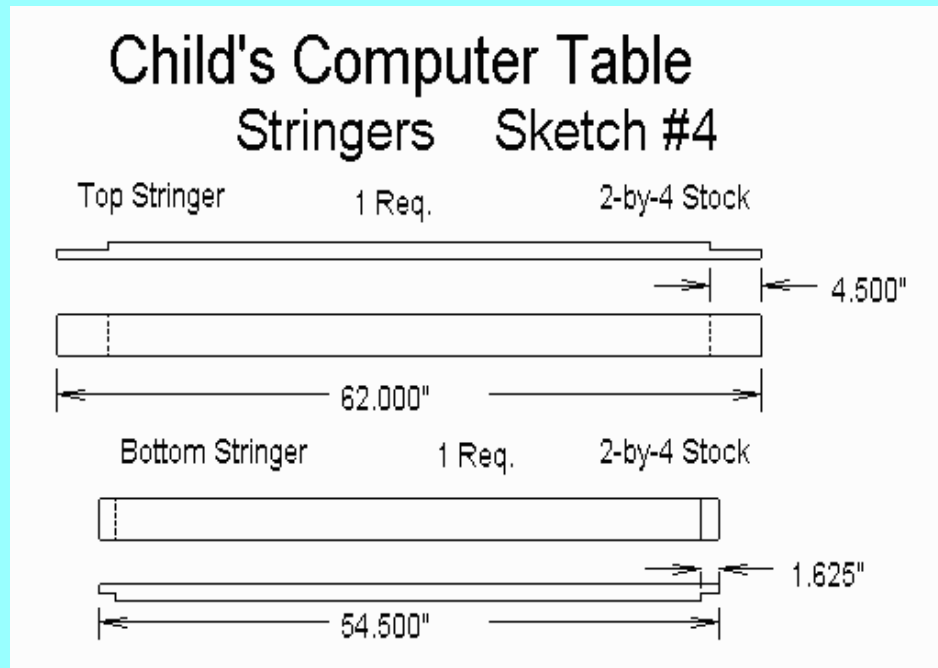 Child's Computer Table
Stringers Sketch #4
Top Stringer 1 Req. 2-by-4 Stock
4.500"
62.000"
Bottom Stringer 1 Req. 2-by-4 Stock
1.625"
54.500"